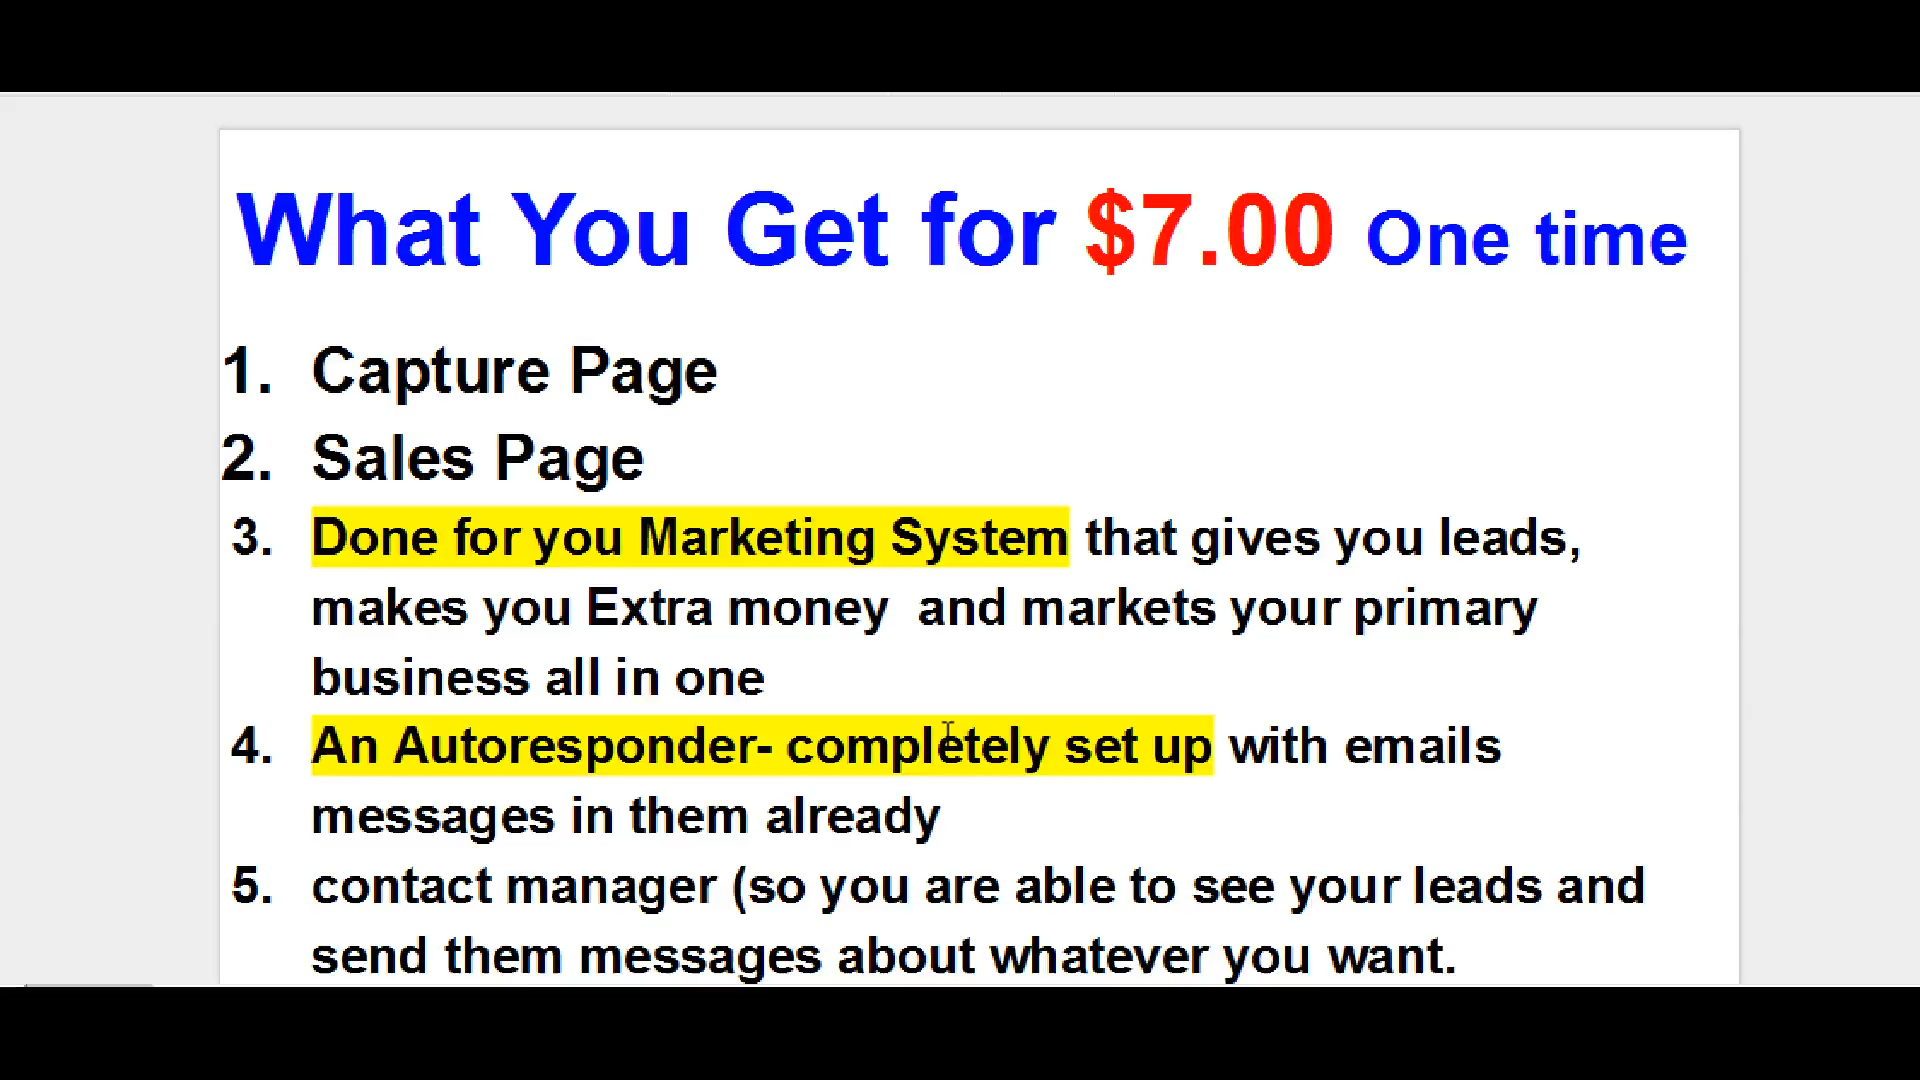 What You Get for $7.00 One time
1. Capture Page
2. Sales Page
3. Done for you Marketing System that gives you leads,
makes you Extra money  and markets your primary
business all in one
4. An Autoresponder- completely set up with emails
messages in them already
5. contact manager (so you are able to see your leads and
send them messages about whatever you want.